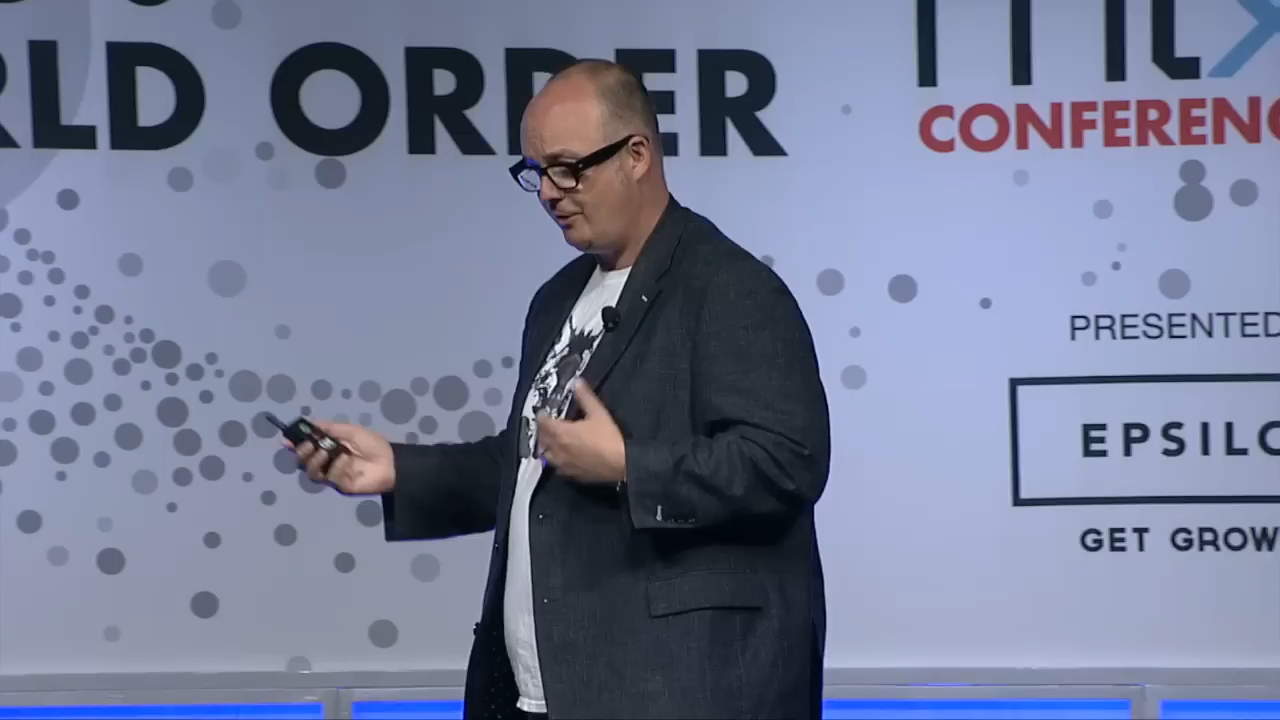 RLD ORDER
CONFERENC
PRESENTED
EPSILO
GET GROW